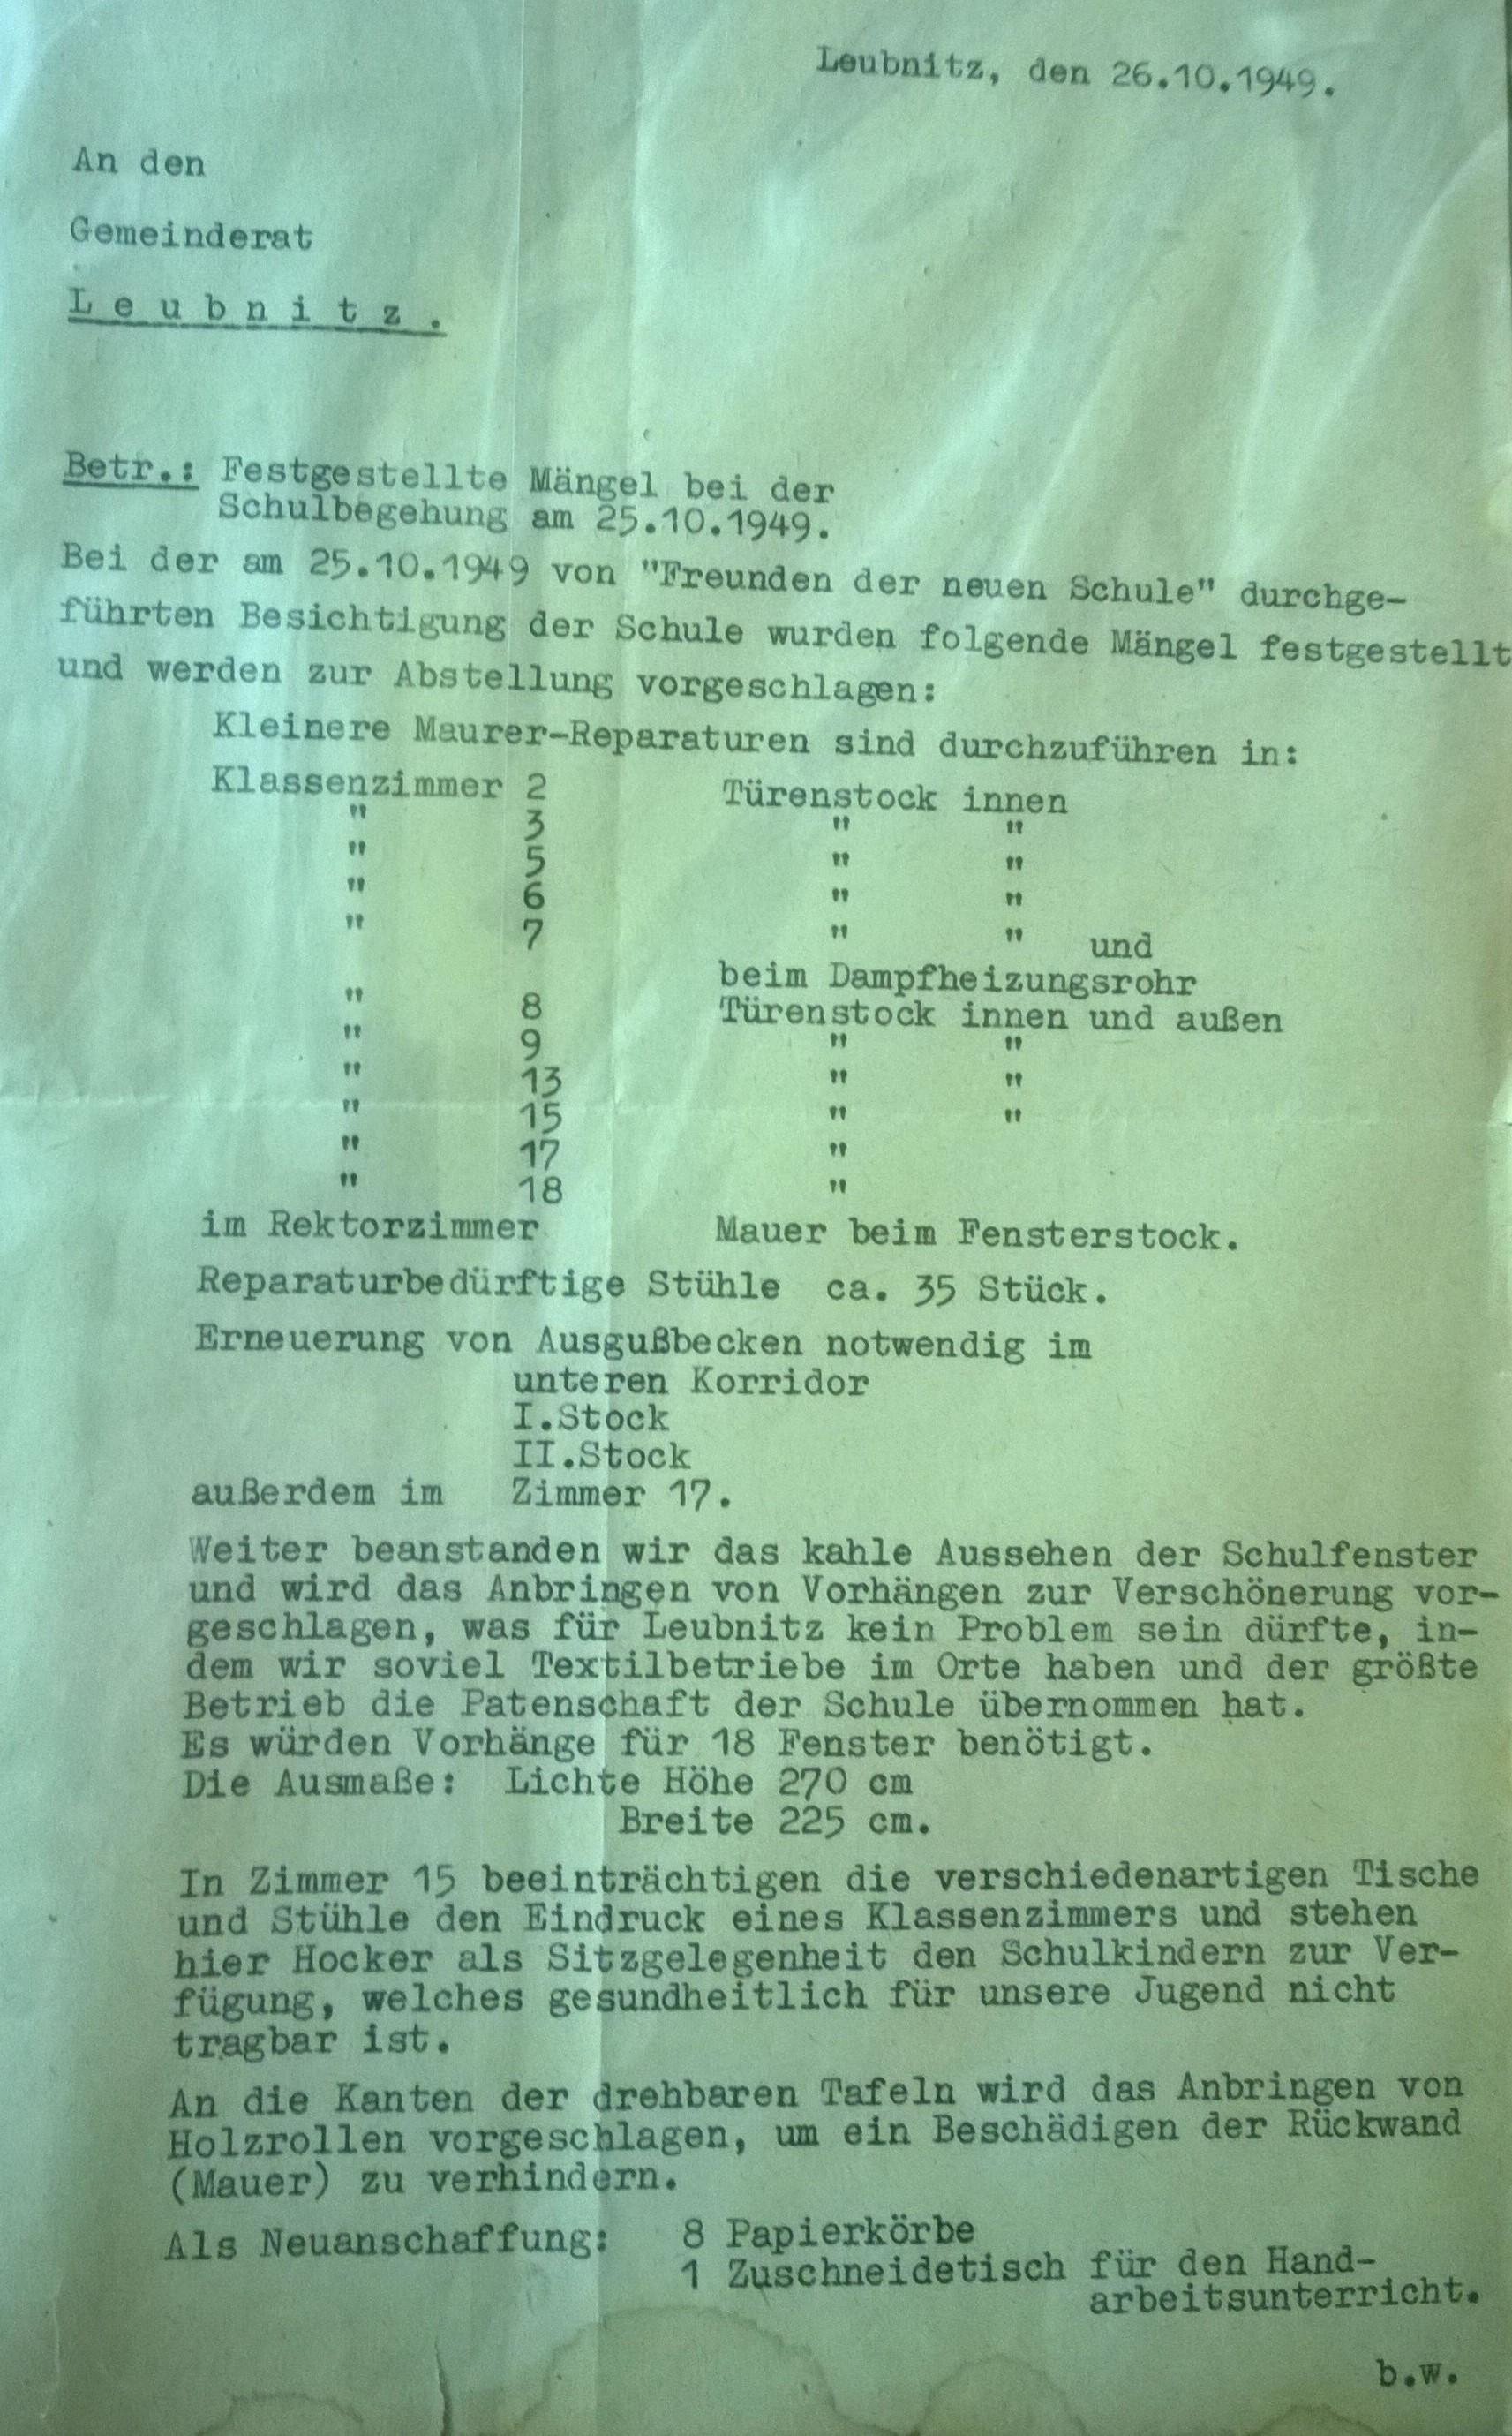 Leubnitz, den 26.10.1949.
An den
Gemeinderat
L e u b n i t z .
Betr.: Festgestellte Mängel bei der
Schulbegehung am 25.10.1949.
Bei der am 25.10.1949 von "Freunden der neuen Schule" durchge-
führten Besichtigung der Schule wurden folgende Mängel festgestellt
und werden zur Abstellung vorgeschlagen:
Kleinere Maurer-Reparaturen sind durchzuführen in:
Klassenzimmer 2 Türenstock innen
" 3 " "
" 5 " "
" 6 " "
" 7 " " und
beim Dampfheizungsrohr
" 8 Türenstock innen und außen
" 9 " "
" 13 " "
" 15 " "
" 17 "
" 18 "
im Rektorzimmer Mauer beim Fensterstock.
Reparaturbedürftige Stühle ca. 35 Stück.
Erneuerung von Ausgußbecken notwendig im
unteren Korridor
I.Stock
II.Stock
außerdem im Zimmer 17.
Weiter beanstanden wir das kahle Aussehen der Schulfenster
und wird das Anbringen von Vorhängen zur Verschönerung vor-
geschlagen, was für Leubnitz kein Problem sein dürfte, in-
dem wir soviel Textilbetriebe im Orte haben und der größte
Betrieb die Patenschaft der Schule übernommen hat.
Es würden Vorhänge für 18 Fenster benötigt.
Die Ausmaße: Lichte Höhe 270 cm
Breite 225 cm.
In Zimmer 15 beeinträchtigen die verschiedenartigen Tische
und Stühle den Eindruck eines Klassenzimmers und stehen
hier Hocker als Sitzgelegenheit den Schulkindern zur Ver-
fügung, welches gesundheitlich für unsere Jugend nicht
tragbar ist.
An die Kanten der drehbaren Tafeln wird das Anbringen von
Holzrollen vorgeschlagen, um ein Beschädigen der Rückwand
(Mauer) zu verhindern.
Als Neuanschaffung: 8 Papierkörbe
1 Zuschneidetisch für den Hand-
arbeitsunterricht.
b.w.